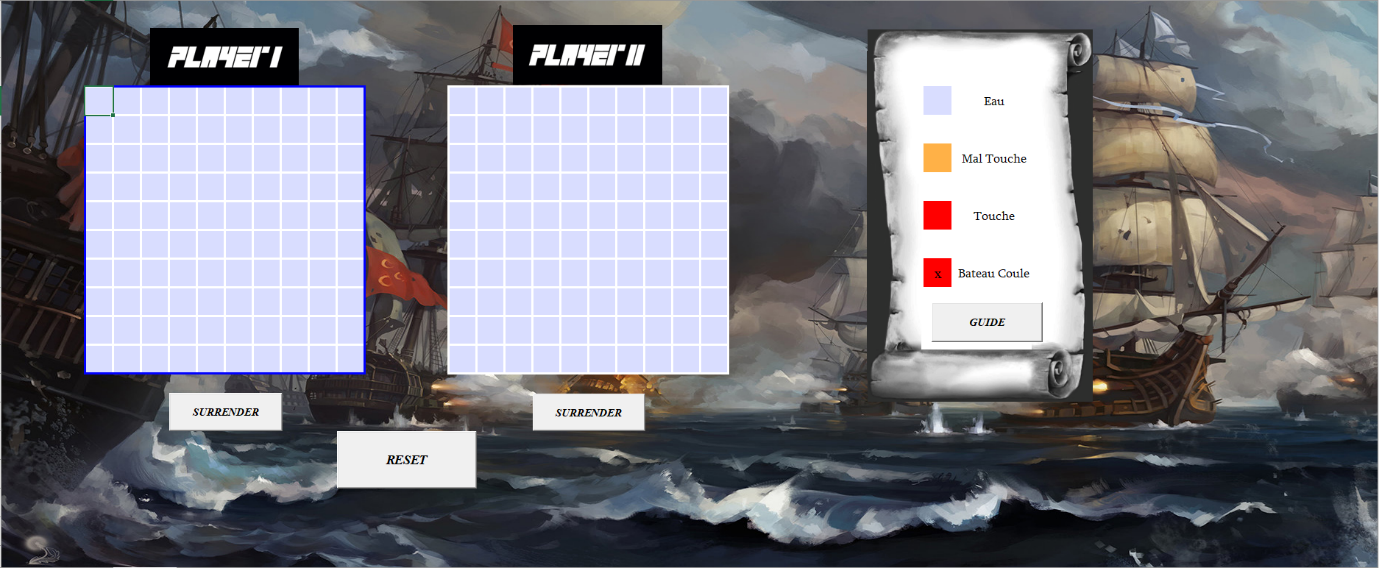 PLAYER I
PLAYER II
Eau
Mal Touche
Touche
x Bateau Coule
GUIDE
SURRENDER
SURRENDER
RESET